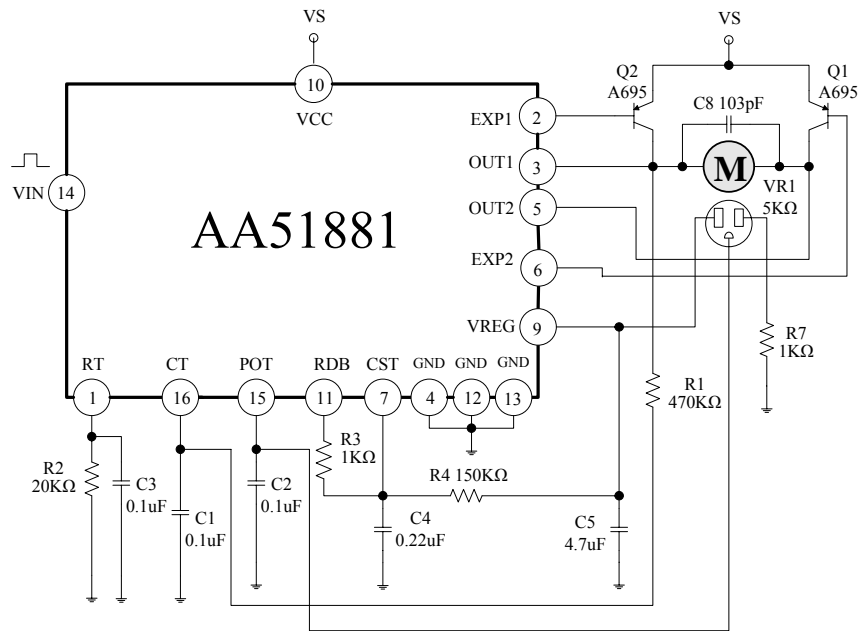 VS
10
VCC
VIN
14
AA51881
EXP1
2
OUT1
3
OUT2
5
EXP2
6
VREG
9
VS
Q2
A695
Q1
A695
C8 103pF
M
VR1
5KΩ
R7
1KΩ
R1
470KΩ
RT
1
CT
16
POT
15
RDB
11
CST
7
GND
4
GND
12
GND
13
R2
20KΩ
C3
0.1uF
C1
0.1uF
C2
0.1uF
R3
1KΩ
R4 150KΩ
C4
0.22uF
C5
4.7uF